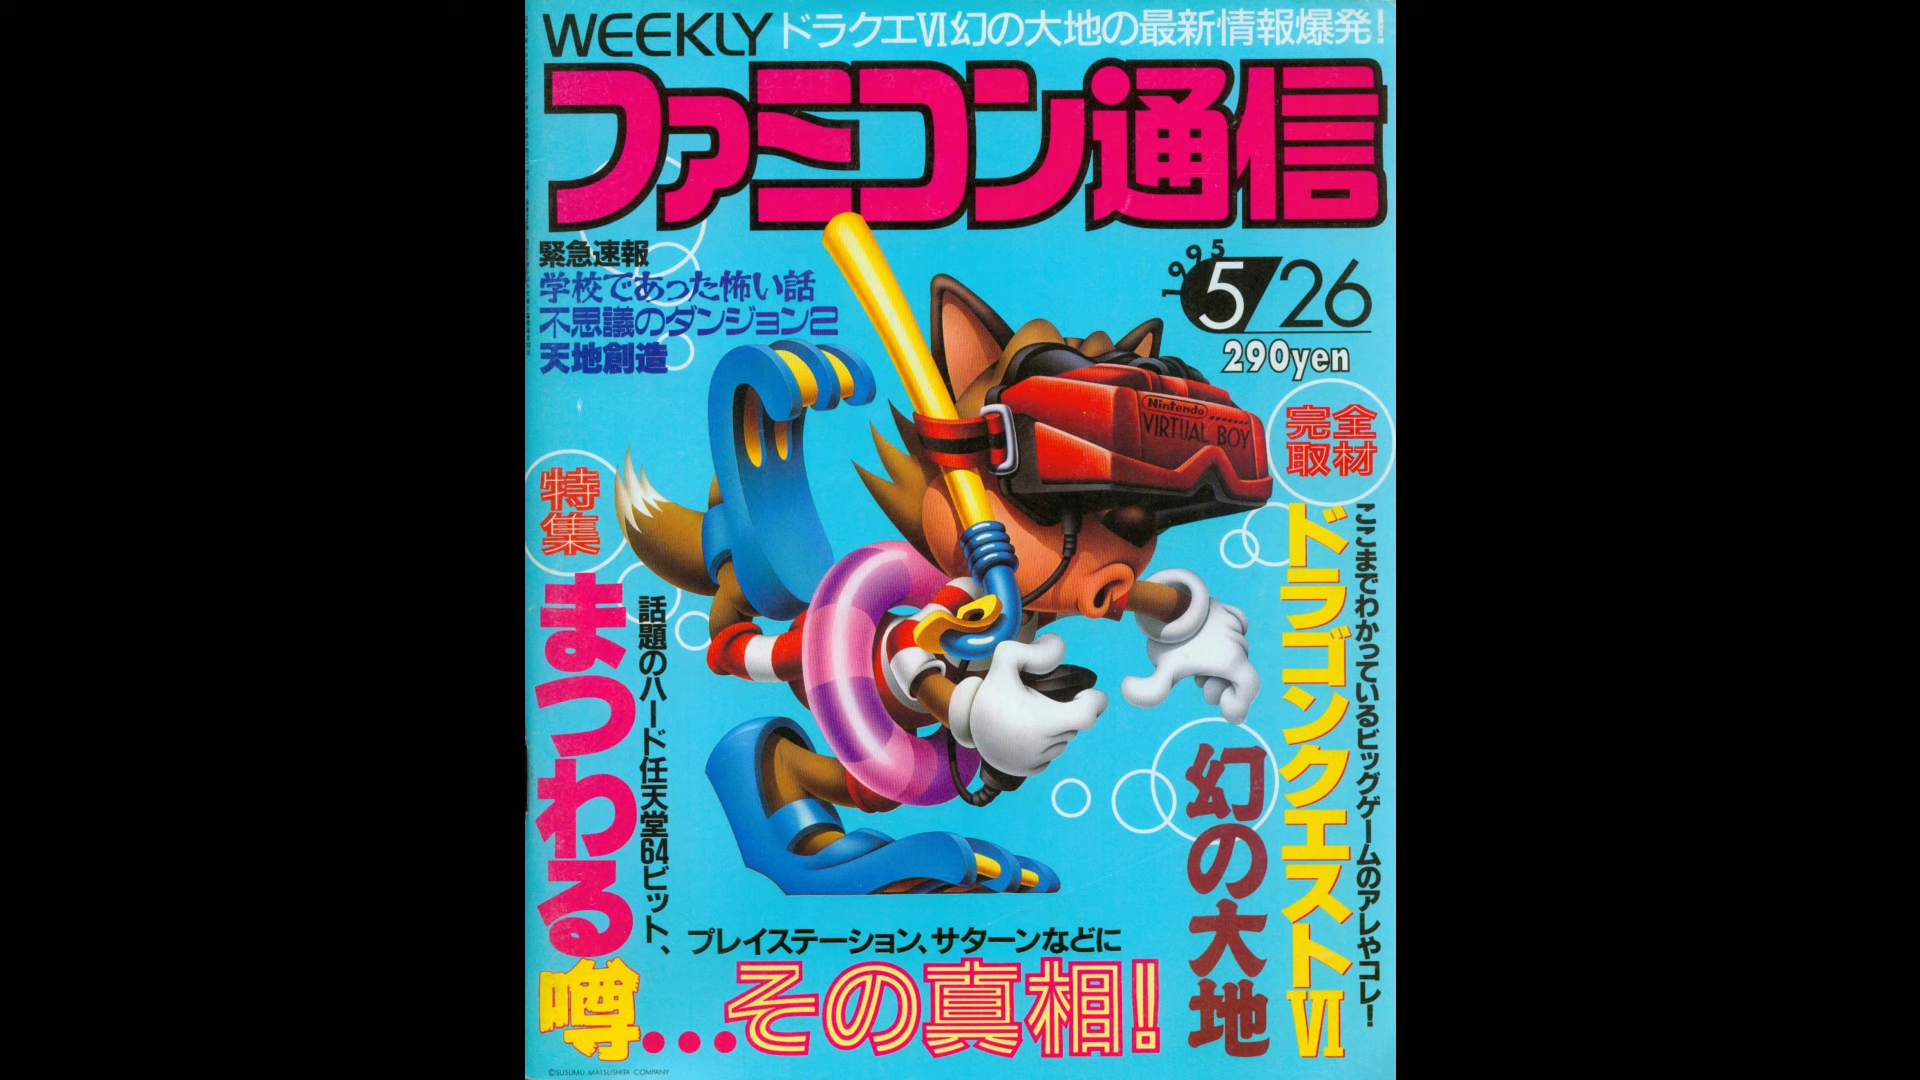 WEEKLY
ドラクエⅥ幻の大地の最新情報爆発!
ファミコン通信
緊急速報
学校であった怖い話
不思議のダンジョン2
天地創造
1995
5/26
290yen
Nintendo
VIRTUAL BOY
完全
取材
ここまでわかっているビッグゲームのアレやコレ!
ドラゴンクエストⅥ
幻の大地
特集
話題のハード任天堂64ビット、
プレイステーション、サターンなどに
まつわる
噂…その真相!
©SUSUMU MATSUSHITA COMPANY